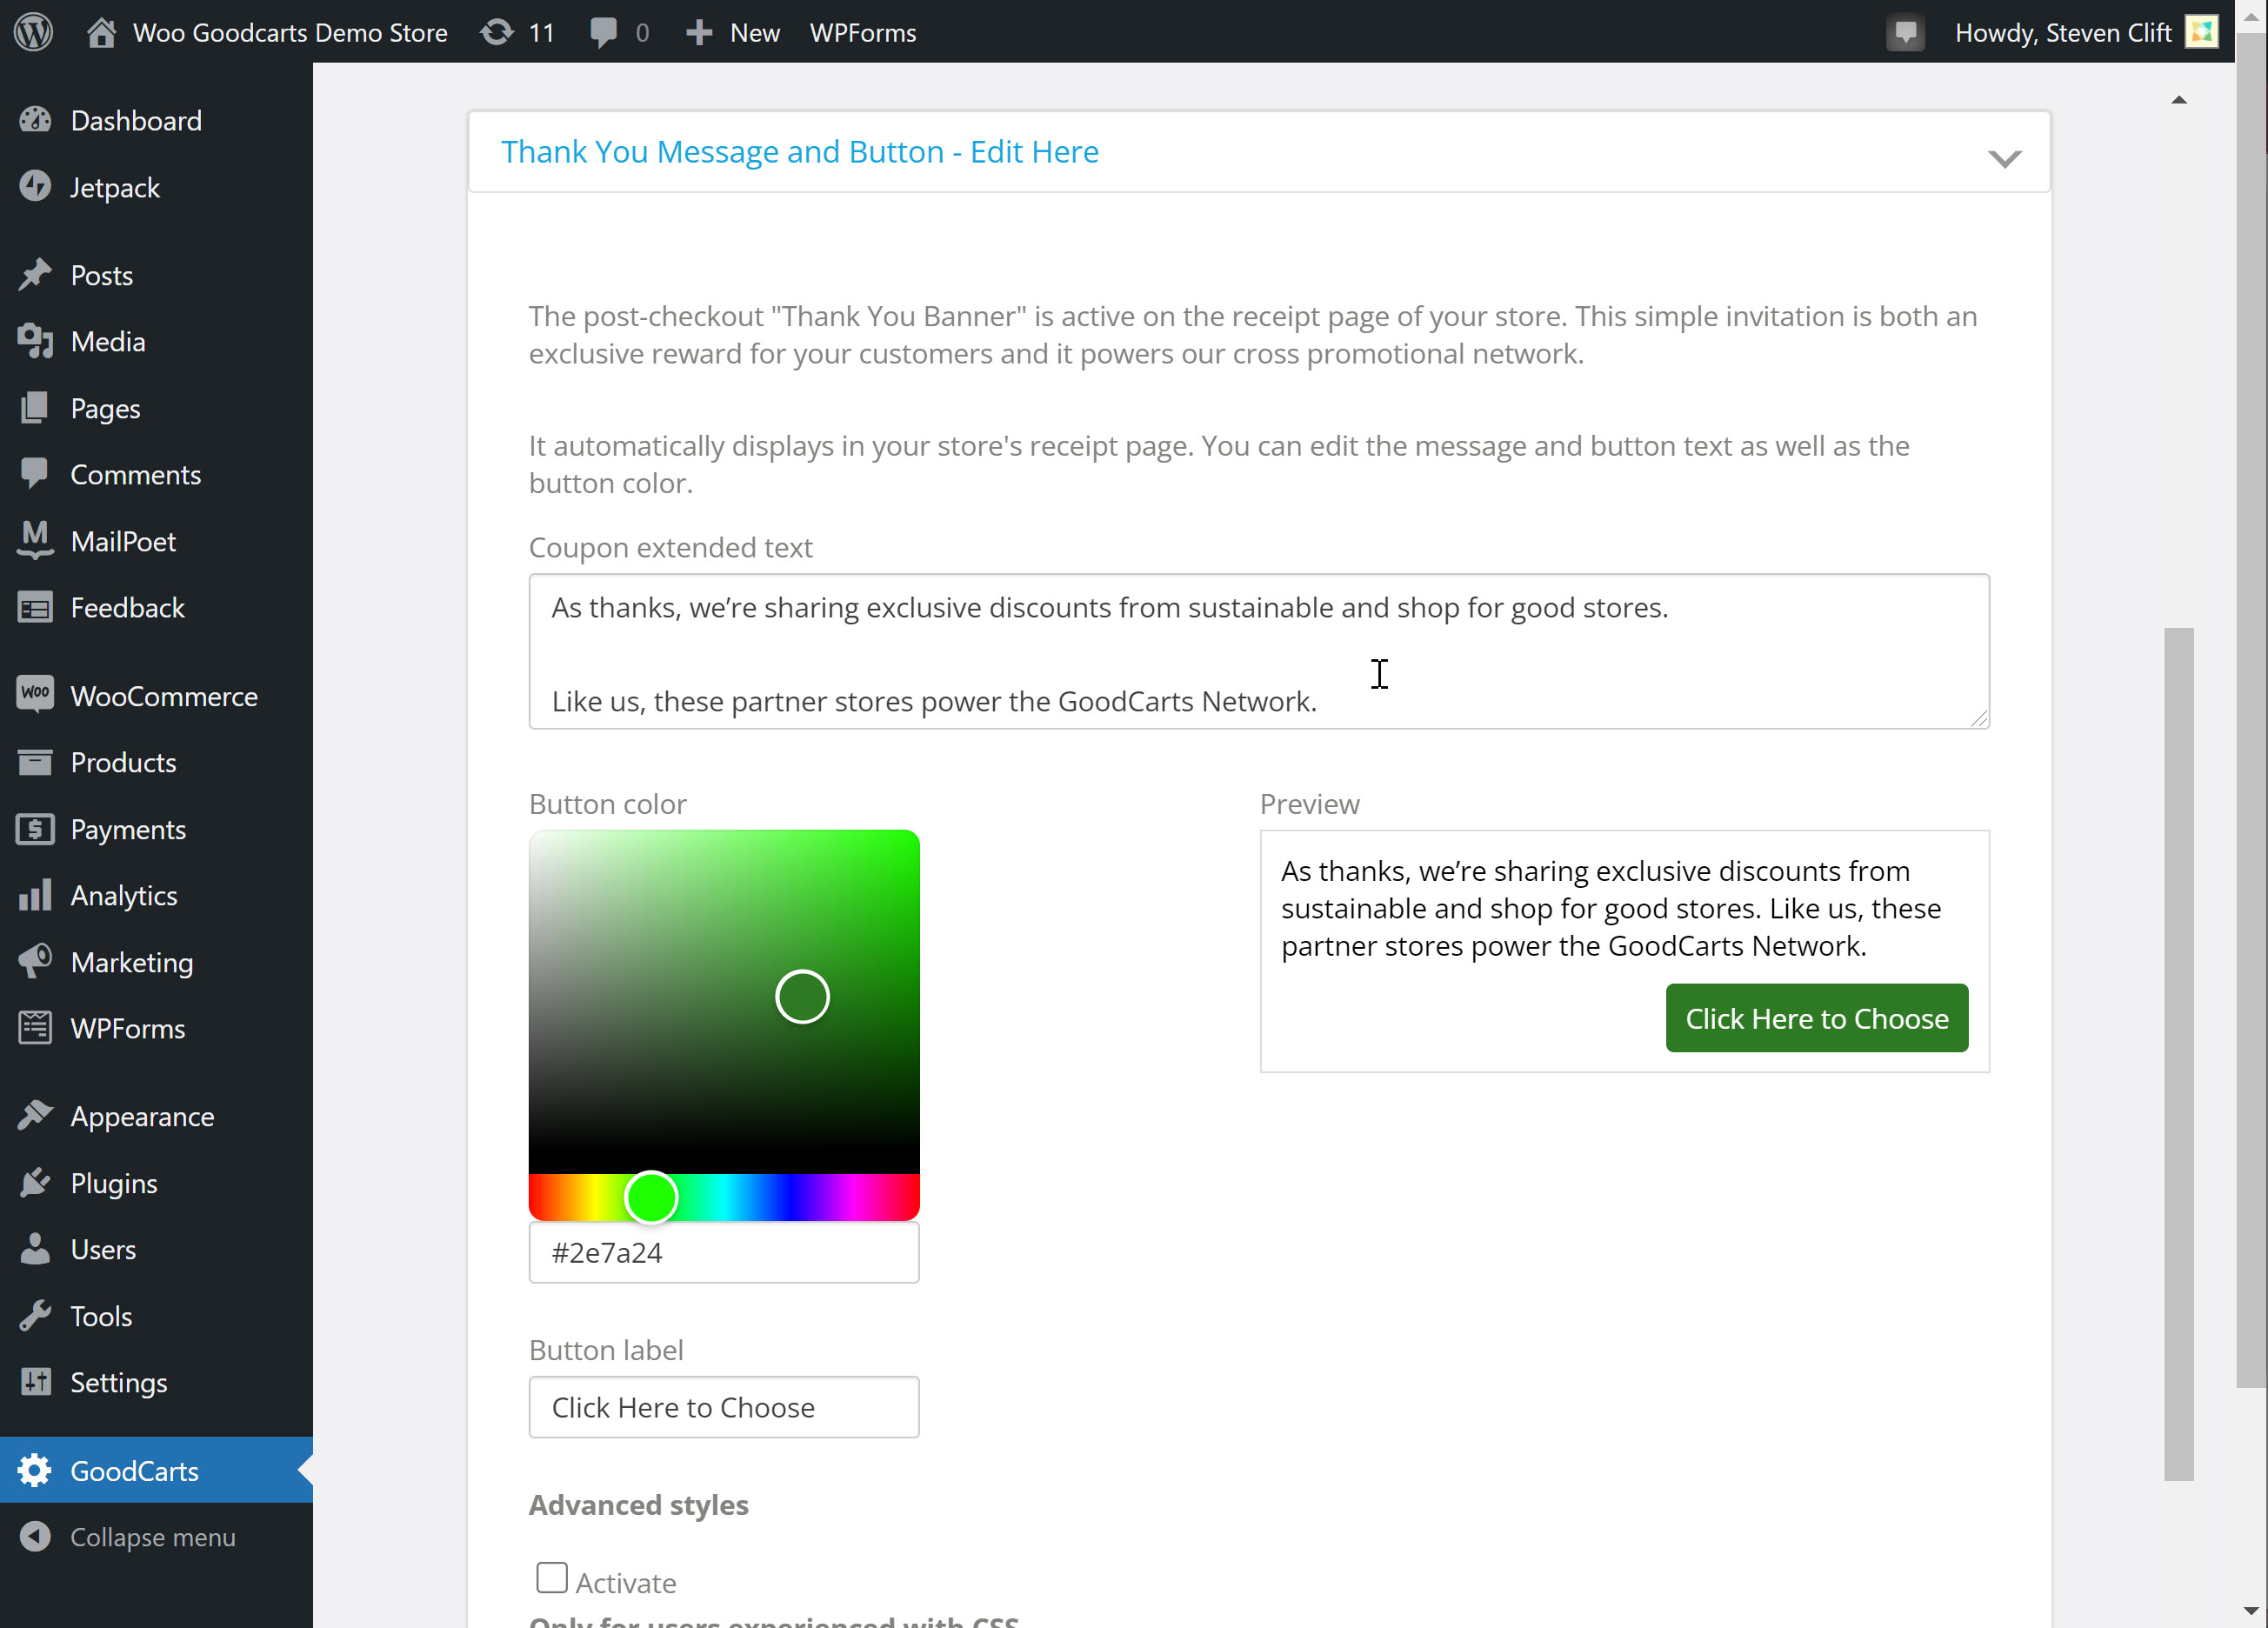 Woo Goodcarts Demo Store
11
0
New
WPForms
Howdy, Steven Clift
Dashboard
Jetpack
Posts
Media
Pages
Comments
MailPoet
Feedback
WooCommerce
Products
Payments
Analytics
Marketing
WPForms
Appearance
Plugins
Users
Tools
Settings
GoodCarts
Collapse menu
Thank You Message and Button - Edit Here
The post-checkout "Thank You Banner" is active on the receipt page of your store. This simple invitation is both an
exclusive reward for your customers and it powers our cross promotional network.
It automatically displays in your store's receipt page. You can edit the message and button text as well as the
button color.
Coupon extended text
As thanks, we’re sharing exclusive discounts from sustainable and shop for good stores.
Like us, these partner stores power the GoodCarts Network.
Button color
#2e7a24
Preview
As thanks, we’re sharing exclusive discounts from
sustainable and shop for good stores. Like us, these
partner stores power the GoodCarts Network.
Click Here to Choose
Button label
Click Here to Choose
Advanced styles
Activate
Only for users experienced with CSS